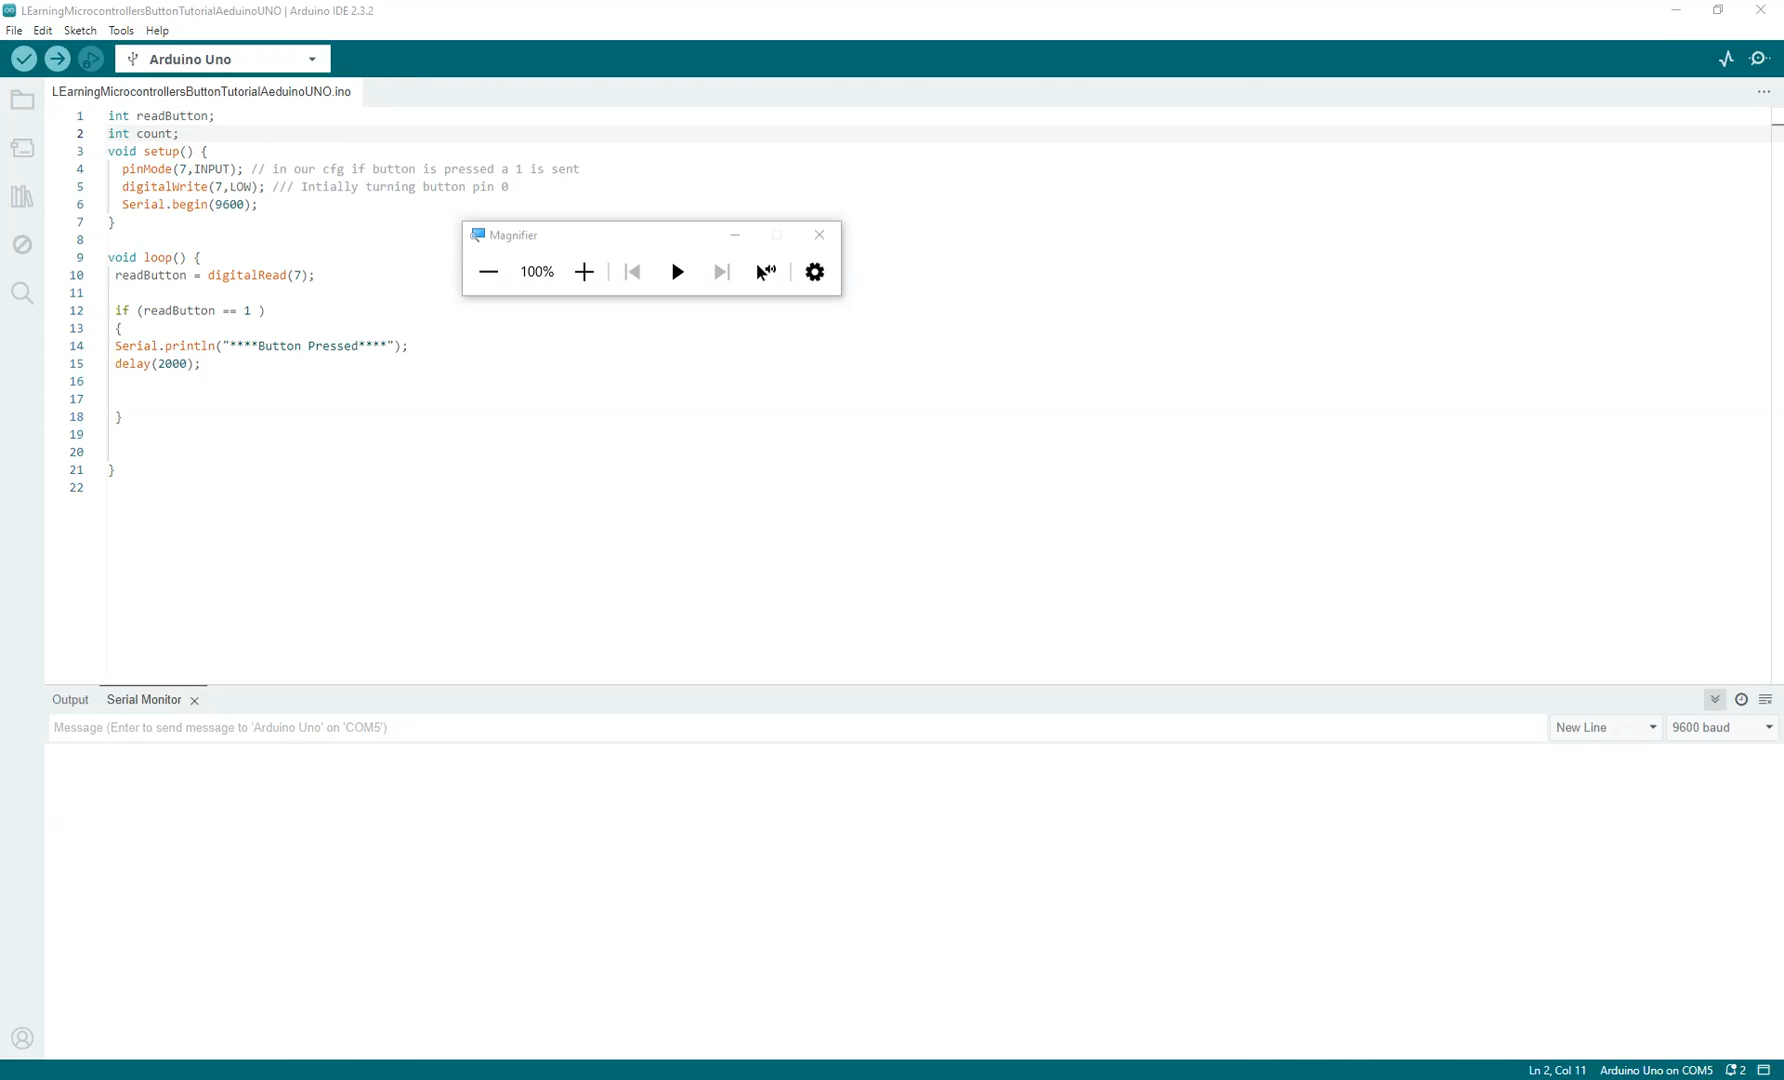 LEarningMicrocontrollersButtonTutorialAeduinoUNO | Arduino IDE 2.3.2
File Edit Sketch Tools Help
Arduino Uno
LEarningMicrocontrollersButtonTutorialAeduinoUNO.ino
1 int readButton;
2 int count;
3 void setup() {
4 pinMode(7,INPUT); // in our cfg if button is pressed a 1 is sent
5 digitalWrite(7,LOW); /// Intially turning button pin 0
6 Serial.begin(9600);
7 }
8
9 void loop() {
10 readButton = digitalRead(7);
11
12 if (readButton == 1 )
13 {
14 Serial.println("****Button Pressed****");
15 delay(2000);
16
17
18 }
19
20
21 }
22
Magnifier
100%
Output Serial Monitor
Message (Enter to send message to 'Arduino Uno' on 'COM5')
New Line 9600 baud
Ln 2, Col 11 Arduino Uno on COM5 2